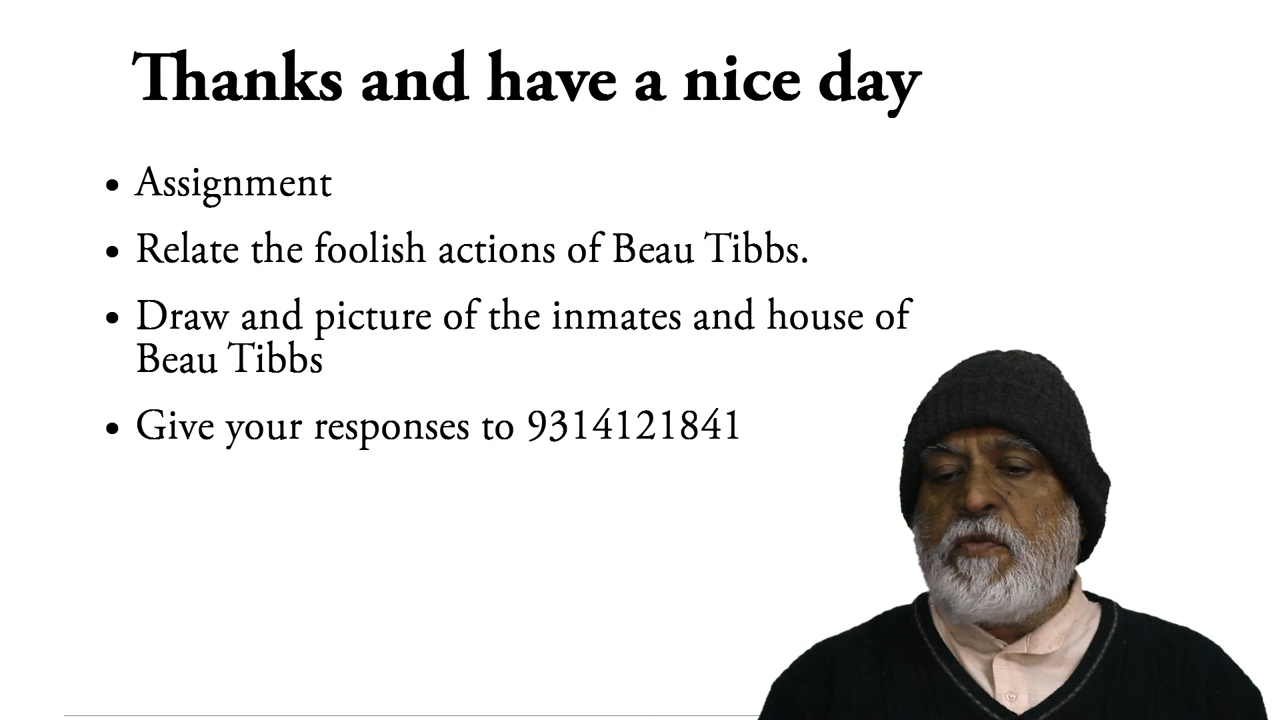 Thanks and have a nice day
• Assignment
• Relate the foolish actions of Beau Tibbs.
• Draw and picture of the inmates and house of
Beau Tibbs
• Give your responses to 9314121841